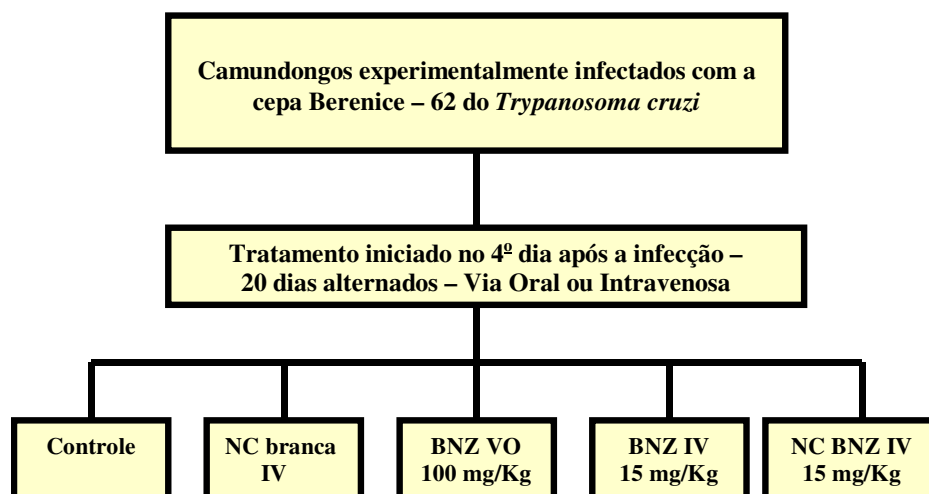 Camundongos experimentalmente infectados com a
cepa Berenice – 62 do Trypanosoma cruzi
Tratamento iniciado no 4º dia após a infecção –
20 dias alternados – Via Oral ou Intravenosa
Controle
NC branca
IV
BNZ VO
100 mg/Kg
BNZ IV
15 mg/Kg
NC BNZ IV
15 mg/Kg